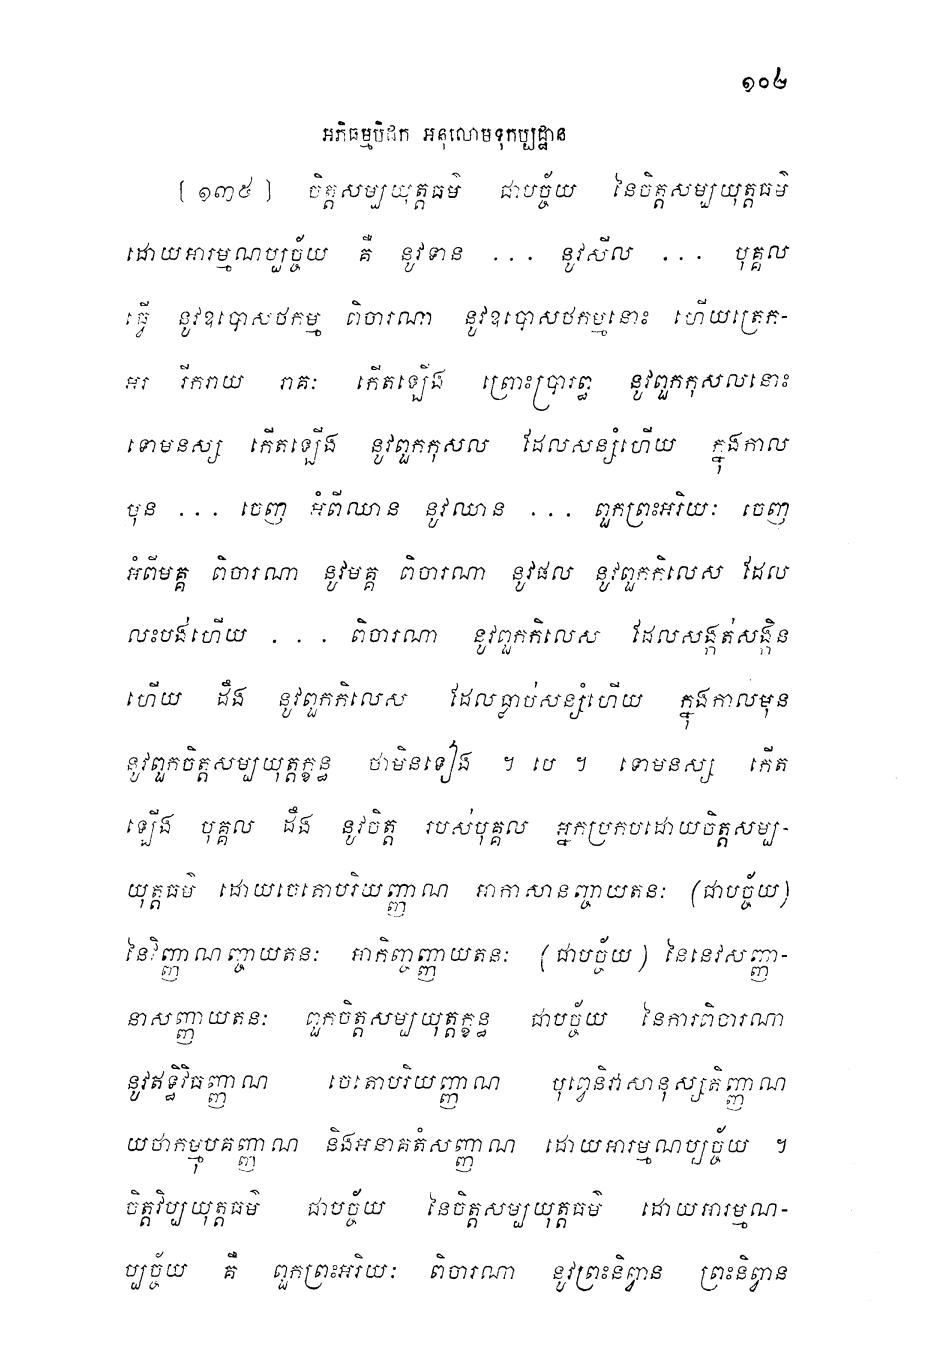 ១០៤
អភិធម្មបិដក អនុលោមទុកប្បដ្ឋាន
[ ១៣៥ ] ចិត្តសម្បយុត្តធម៌ ជាបច្ច័យ នៃចិត្តសម្បយុត្តធម៌
ដោយអារម្មណប្បច្ច័យ គឺ នូវទាន ... នូវសីល ... បុគ្គល
ធ្វើ នូវឧបោសថកម្ម ពិចារណា នូវឧបោសថកម្មនោះ ហើយត្រេក-
អរ រីករាយ រាគៈ កើតឡើង ព្រោះប្រារព្ធ នូវពួកកុសលនោះ
ទោមនស្ស កើតឡើង នូវពួកកុសល ដែលសន្សំហើយ ក្នុងកាល
មុន ... ចេញ អំពីឈាន នូវឈាន ... ពួកព្រះអរិយៈ ចេញ
អំពីមគ្គ ពិចារណា នូវមគ្គ ពិចារណា នូវផល នូវពួកកិលេស ដែល
លះបង់ហើយ ... ពិចារណា នូវពួកកិលេស ដែលសង្កត់សង្កិន
ហើយ ដឹង នូវពួកកិលេស ដែលធ្លាប់សន្សំហើយ ក្នុងកាលមុន
នូវពួកចិត្តសម្បយុត្តក្ខន្ធ ថាមិនទៀង ។ បេ ។ ទោមនស្ស កើត
ឡើង បុគ្គល ដឹង នូវចិត្ត របស់បុគ្គល អ្នកប្រកបដោយចិត្តសម្ប-
យុត្តធម៌ ដោយចេតោបរិយញ្ញាណ អាកាសានញ្ចាយតនៈ (ជាបច្ច័យ)
នៃវិញ្ញាណញ្ចាយតនៈ អាកិញ្ចញ្ញាយតនៈ (ជាបច្ច័យ) នៃនេវសញ្ញា-
នាសញ្ញាយតនៈ ពួកចិត្តសម្បយុត្តក្ខន្ធ ជាបច្ច័យ នៃការពិចារណា
នូវឥទ្ធិវិធញ្ញាណ ចេតោបរិយញ្ញាណ បុព្វេនិវាសានុស្សតិញ្ញាណ
យថាកម្មុបគញ្ញាណ និងអនាគតំសញ្ញាណ ដោយអារម្មណប្បច្ច័យ ។
ចិត្តវិប្បយុត្តធម៌ ជាបច្ច័យ នៃចិត្តសម្បយុត្តធម៌ ដោយអារម្មណ-
ប្បច្ច័យ គឺ ពួកព្រះអរិយៈ ពិចារណា នូវព្រះនិព្វាន ព្រះនិព្វាន